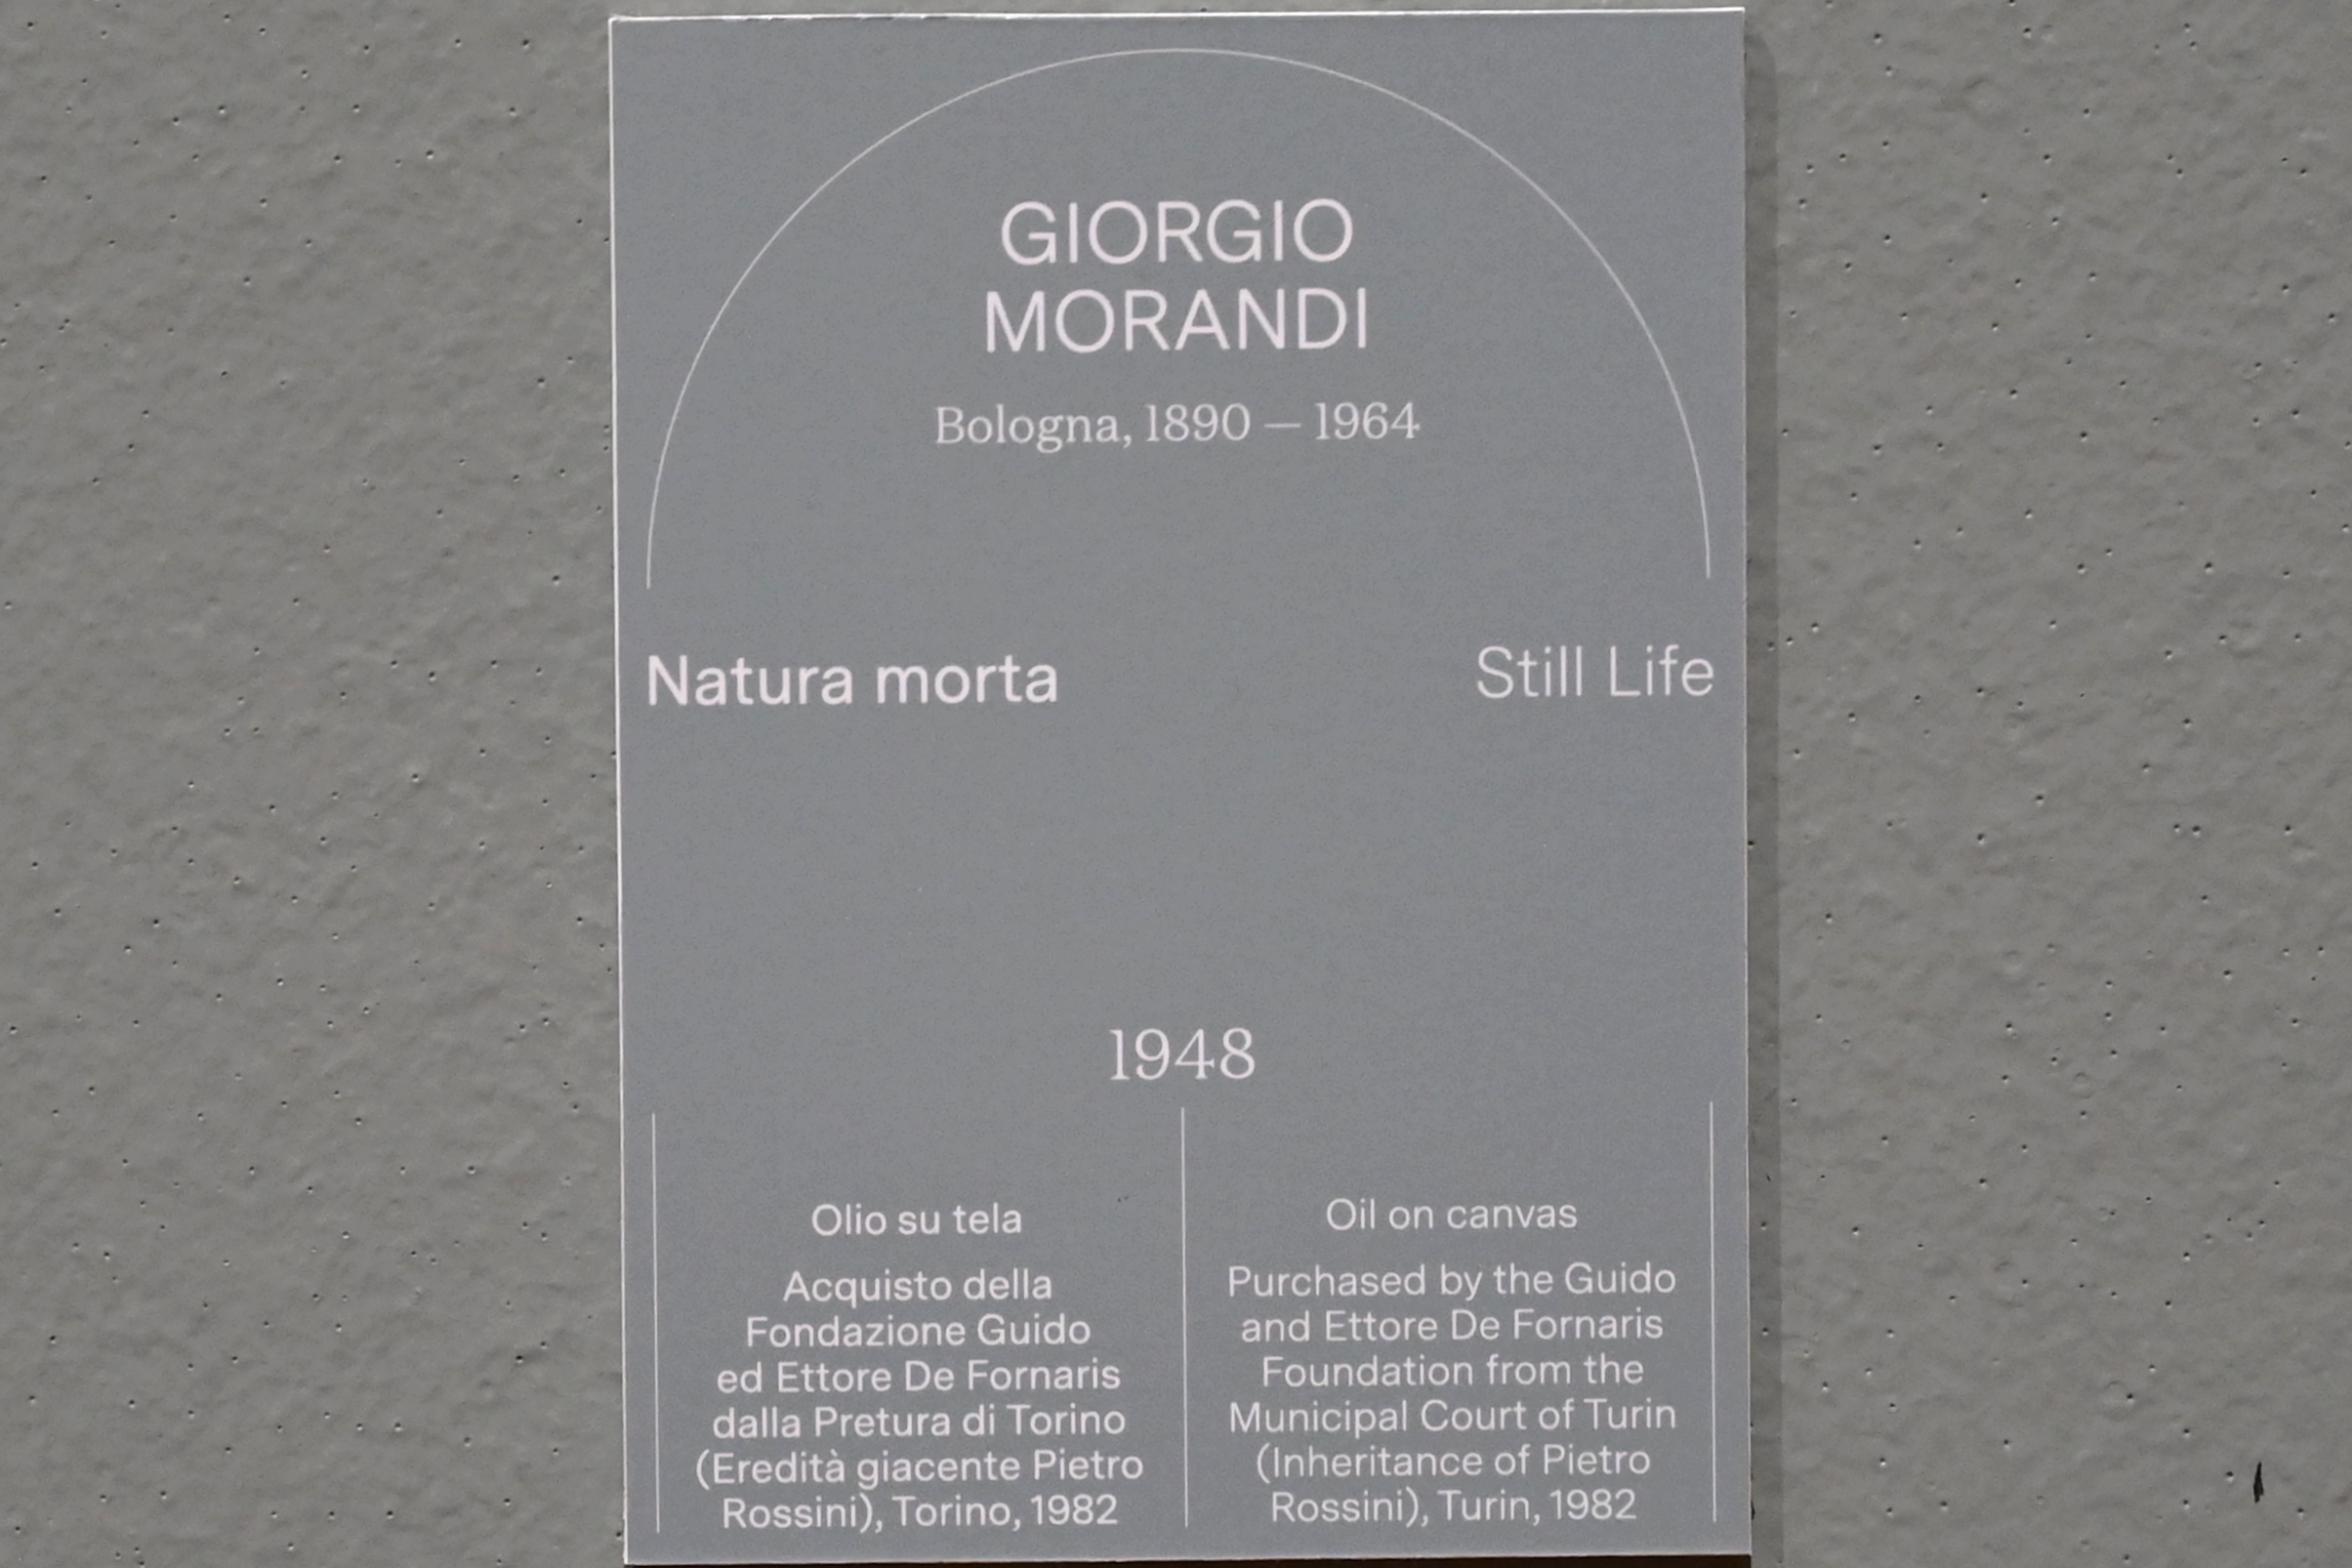 GIORGIO
MORANDI
Bologna, 1890 — 1964
Natura morta
Still Life
1948
Olio su tela
Acquisto della
Fondazione Guido
ed Ettore De Fornaris
dalla Pretura di Torino
(Eredità giacente Pietro
Rossini), Torino, 1982
Oil on canvas
Purchased by the Guido
and Ettore De Fornaris
Foundation from the
Municipal Court of Turin
(Inheritance of Pietro
Rossini), Turin, 1982